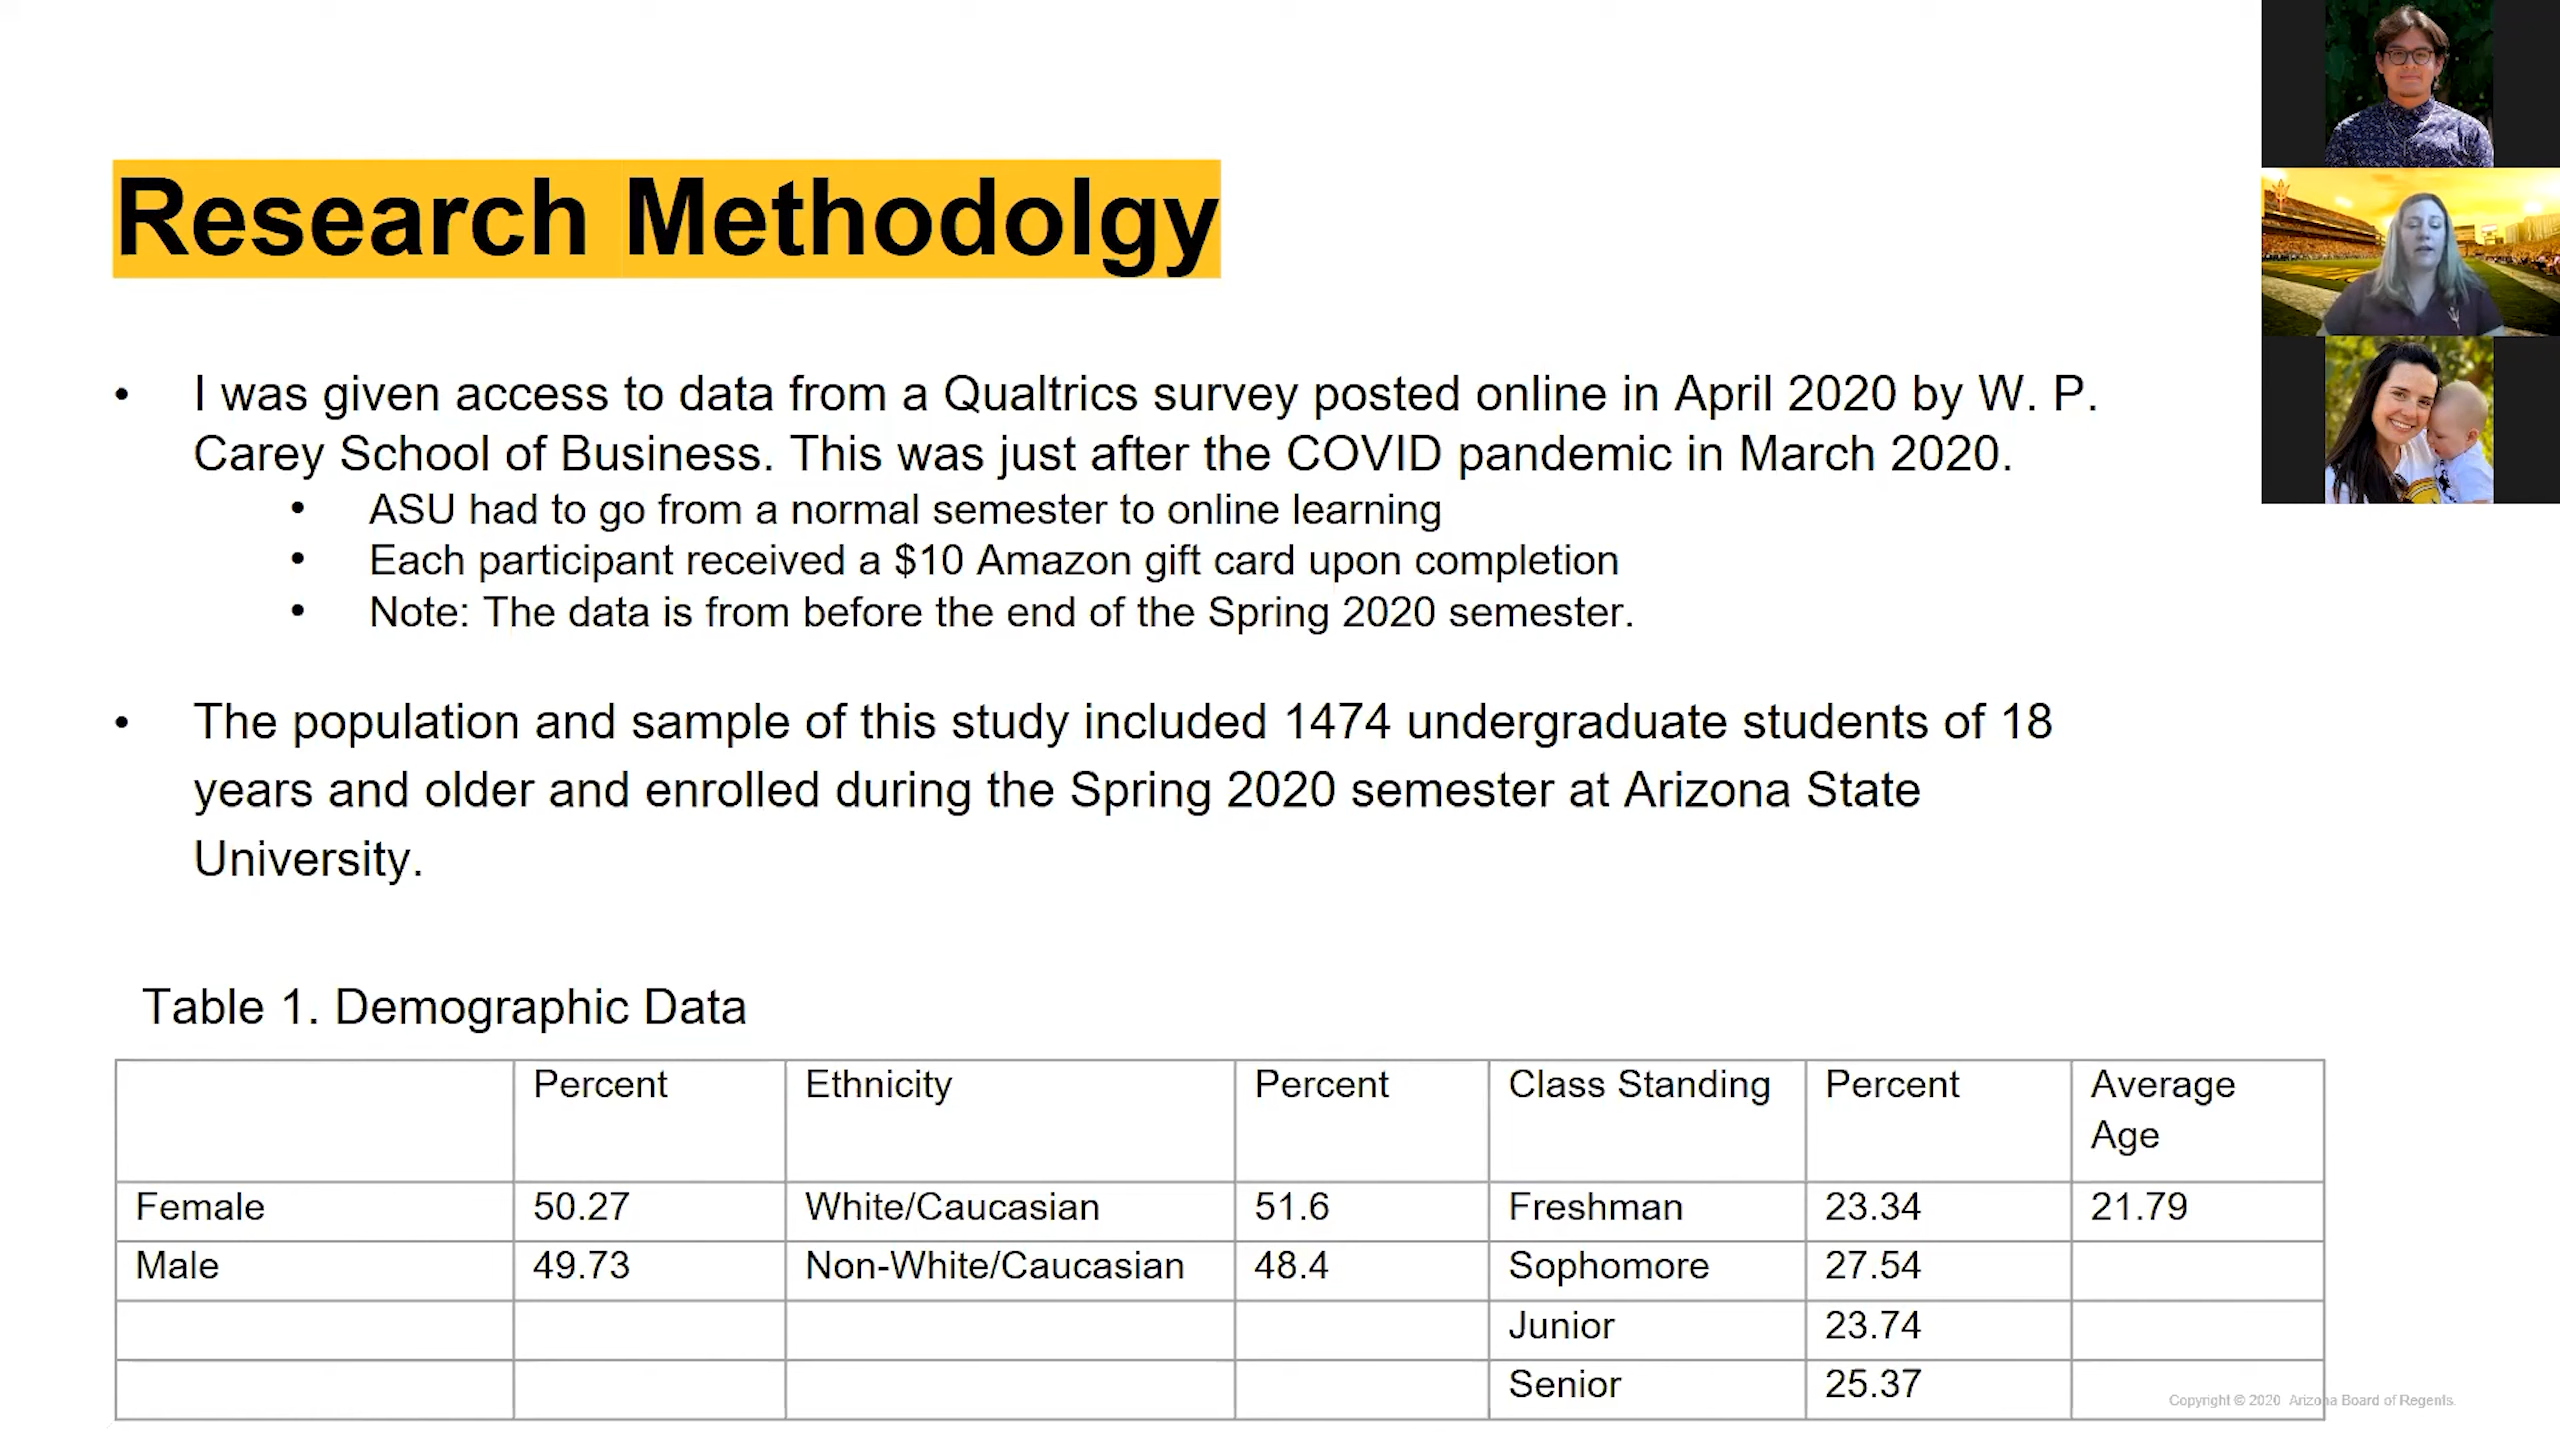 Research Methodolgy
• I was given access to data from a Qualtrics survey posted online in April 2020 by W. P.
Carey School of Business. This was just after the COVID pandemic in March 2020.
• ASU had to go from a normal semester to online learning
• Each participant received a $10 Amazon gift card upon completion
• Note: The data is from before the end of the Spring 2020 semester.
• The population and sample of this study included 1474 undergraduate students of 18
years and older and enrolled during the Spring 2020 semester at Arizona State
University.
Table 1. Demographic Data
Percent Ethnicity Percent Class Standing Percent Average
Age
Female 50.27 White/Caucasian 51.6 Freshman 23.34 21.79
Male 49.73 Non-White/Caucasian 48.4 Sophomore 27.54
Junior 23.74
Senior 25.37
Copyright © 2020 Arizona Board of Regents.